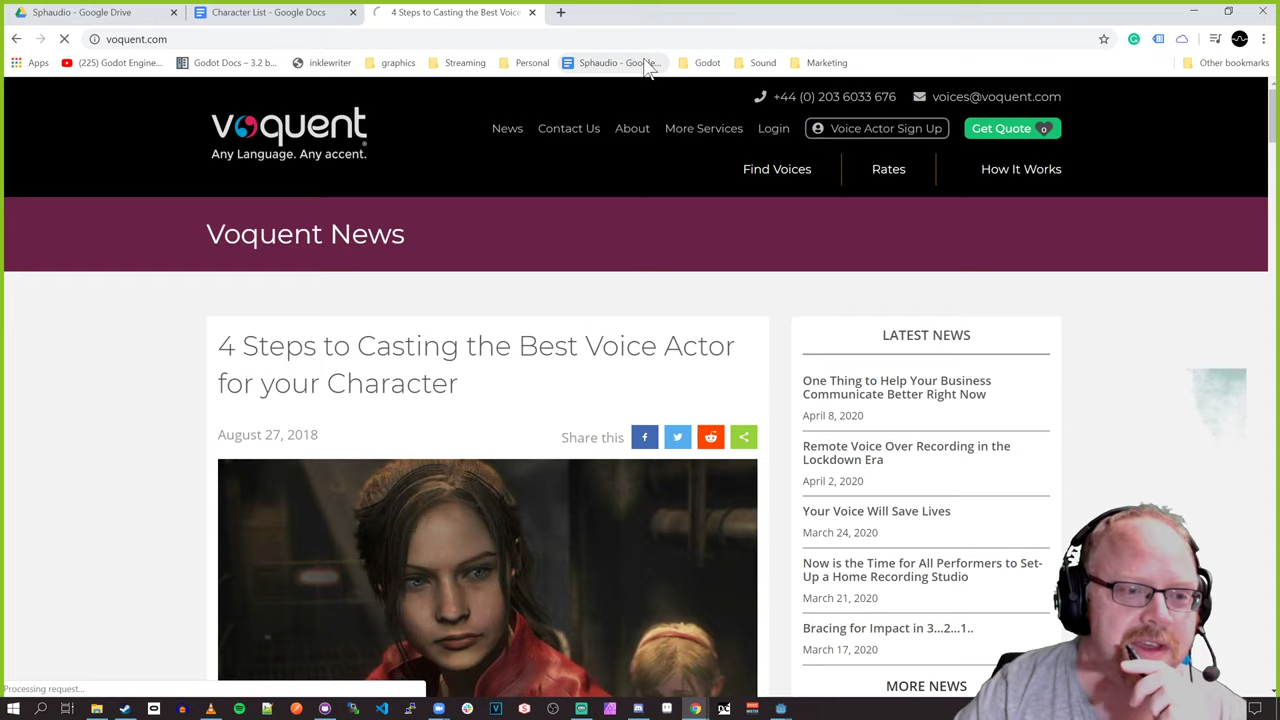 Sphaudio - Google Drive
Character List - Google Docs
4 Steps to Casting the Best Voice
voquent.com
Apps
(225) Godot Engine...
Godot Docs – 3.2 b...
inklewriter
graphics
Streaming
Personal
Sphaudio - Google...
Godot
Sound
Marketing
Other bookmarks
+44 (0) 203 6033 676
voices@voquent.com
voquent
Any Language. Any accent.
News
Contact Us
About
More Services
Login
Voice Actor Sign Up
Get Quote 0
Find Voices
Rates
How It Works
Voquent News
4 Steps to Casting the Best Voice Actor
for your Character
August 27, 2018
Share this
LATEST NEWS
One Thing to Help Your Business
Communicate Better Right Now
April 8, 2020
Remote Voice Over Recording in the
Lockdown Era
April 2, 2020
Your Voice Will Save Lives
March 24, 2020
Now is the Time for All Performers to Set-
Up a Home Recording Studio
March 21, 2020
Bracing for Impact in 3...2...1..
March 17, 2020
MORE NEWS
Processing request...